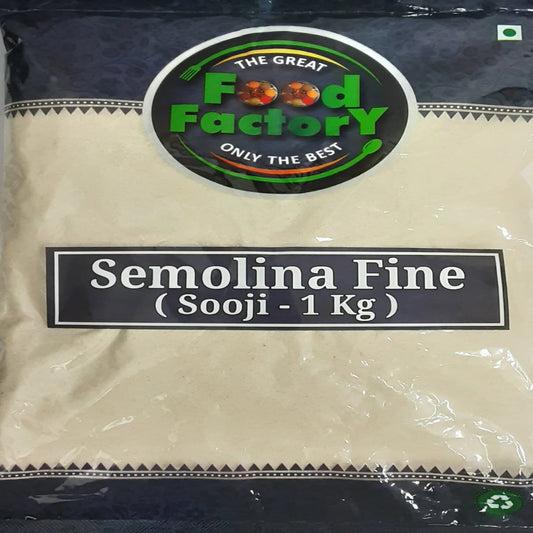 THE GREAT
Food
FactorY
ONLY THE BEST
Semolina Fine
( Sooji - 1 Kg )